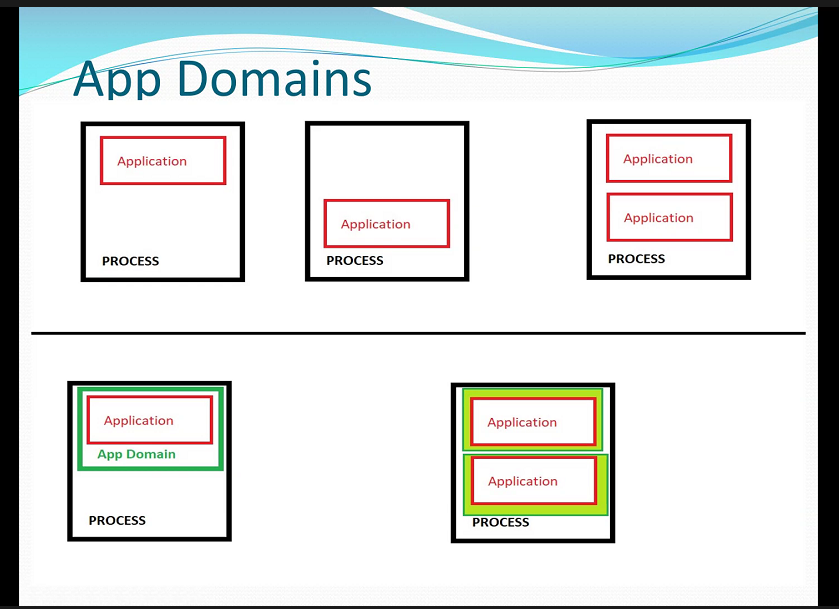 App Domains
Application
PROCESS
Application
PROCESS
Application
Application
PROCESS
Application
App Domain
PROCESS
Application
Application
PROCESS